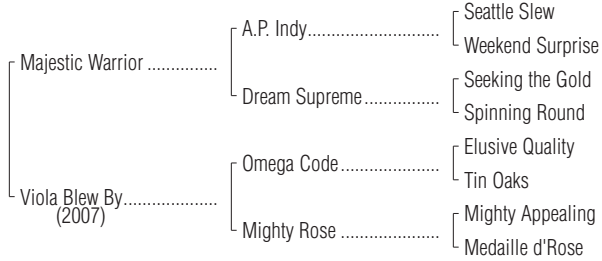 Seattle Slew
A.P. Indy.................................
Weekend Surprise
Majestic Warrior ................
Seeking the Gold
Dream Supreme...................
Spinning Round
Elusive Quality
Omega Code.........................
Tin Oaks
Viola Blew By......................
(2007)
Mighty Appealing
Mighty Rose .........................
Medaille d'Rose